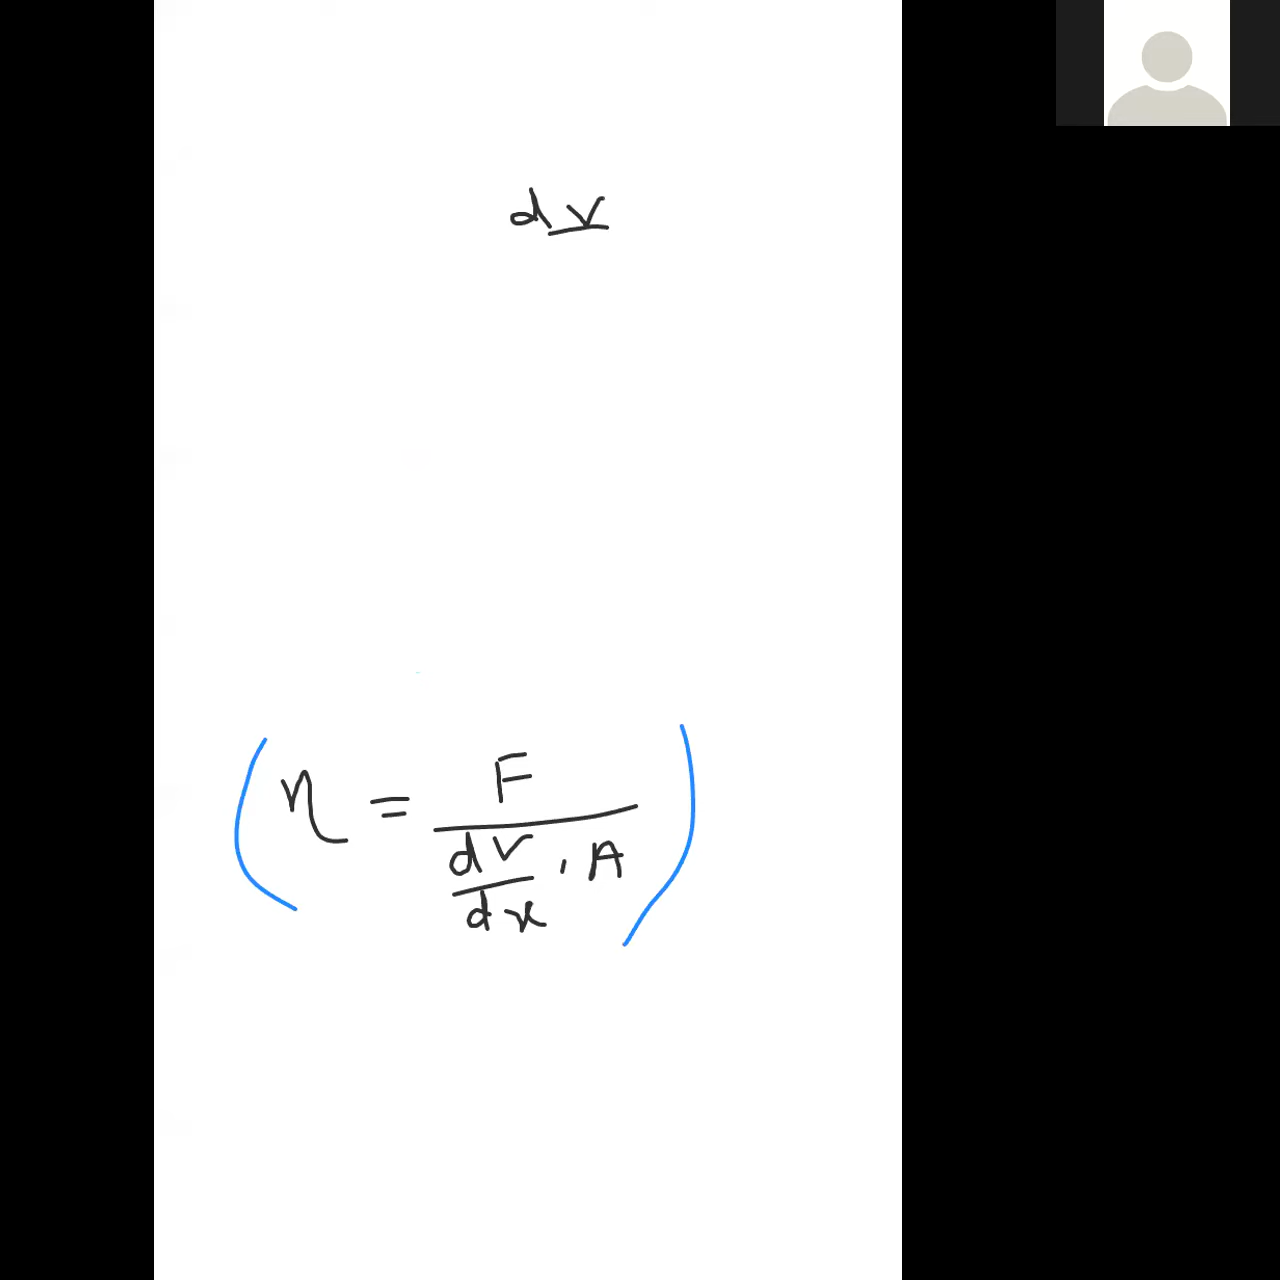 dv
η = F / (dv/dx · A)